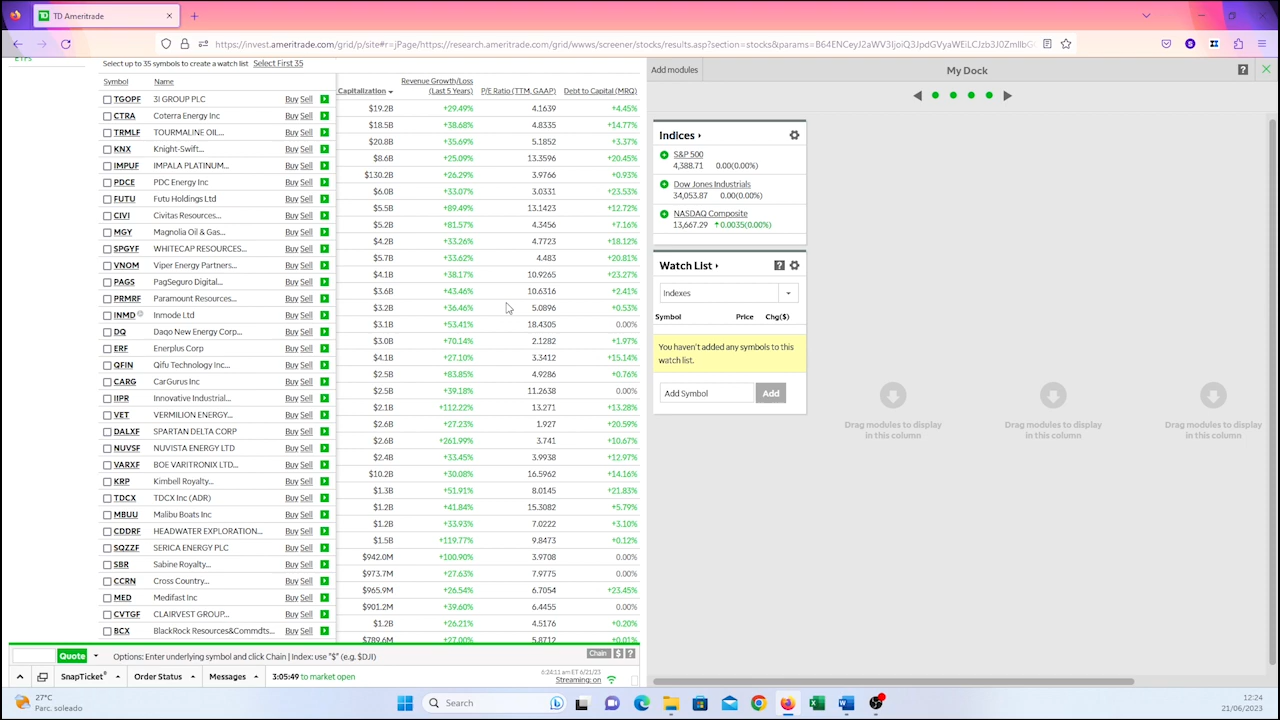 TD Ameritrade
https://invest.ameritrade.com/grid/p/site#r=jPage/https://research.ameritrade.com/grid/wwws/screener/stocks/results.asp?section=stocks&params=B64ENCeyJ2aWV3IjoiQ3JpdGVyaWEiLCJzb3J0ZmllbG
ETFs
Select up to 35 symbols to create a watch list Select First 35
Add modules
My Dock
Symbol Name Capitalization Revenue Growth/Loss (Last 5 Years) P/E Ratio (TTM, GAAP) Debt to Capital (MRQ)
TGOPF 3I GROUP PLC Buy Sell
$19.2B +29.49% 4.1639 +4.45%
CTRA Coterra Energy Inc Buy Sell
$18.5B +38.68% 4.8335 +14.77%
TRMLF TOURMALINE OIL... Buy Sell
$20.8B +35.69% 5.1852 +3.37%
KNX Knight-Swift... Buy Sell
$8.6B +25.09% 13.3596 +20.45%
IMPUF IMPALA PLATINUM... Buy Sell
$130.2B +26.29% 3.9766 +0.93%
PDCE PDC Energy Inc Buy Sell
$6.0B +33.07% 3.0331 +23.53%
FUTU Futu Holdings Ltd Buy Sell
$5.5B +89.49% 13.1423 +12.72%
CIVI Civitas Resources... Buy Sell
$5.2B +81.57% 4.3456 +7.16%
MGY Magnolia Oil & Gas... Buy Sell
$4.2B +33.26% 4.7723 +18.12%
SPGYF WHITECAP RESOURCES... Buy Sell
$5.7B +33.62% 4.483 +20.81%
VNOM Viper Energy Partners... Buy Sell
$4.1B +38.17% 10.9265 +23.27%
PAGS PagSeguro Digital... Buy Sell
$3.6B +43.46% 10.6316 +2.41%
PRMRF Paramount Resources... Buy Sell
$3.2B +36.46% 5.0896 +0.53%
INMD Inmode Ltd Buy Sell
$3.1B +53.41% 18.4305 0.00%
DQ Daqo New Energy Corp... Buy Sell
$3.0B +70.14% 2.1282 +1.97%
ERF Enerplus Corp Buy Sell
$4.1B +27.10% 3.3412 +15.14%
QFIN Qifu Technology Inc... Buy Sell
$2.5B +83.85% 4.9286 +0.76%
CARG CarGurus Inc Buy Sell
$2.5B +39.18% 11.2638 0.00%
IIPR Innovative Industrial... Buy Sell
$2.1B +112.22% 13.271 +13.28%
VET VERMILION ENERGY... Buy Sell
$2.6B +27.23% 1.927 +20.59%
DALXF SPARTAN DELTA CORP Buy Sell
$2.6B +261.99% 3.741 +10.67%
NUVSF NUVISTA ENERGY LTD Buy Sell
$2.4B +33.45% 3.9938 +12.97%
VARXF BOE VARITRONIX LTD... Buy Sell
$10.2B +30.08% 16.5962 +14.16%
KRP Kimbell Royalty... Buy Sell
$1.3B +51.91% 8.0145 +21.83%
TDCX TDCX Inc (ADR) Buy Sell
$1.2B +41.84% 15.3082 +5.79%
MBUU Malibu Boats Inc Buy Sell
$1.2B +33.93% 7.0222 +3.10%
CDDRF HEADWATER EXPLORATION... Buy Sell
$1.5B +119.77% 9.8473 +0.12%
SQZZF SERICA ENERGY PLC Buy Sell
$942.0M +100.90% 3.9708 0.00%
SBR Sabine Royalty... Buy Sell
$973.7M +27.63% 7.9775 0.00%
CCRN Cross Country... Buy Sell
$965.9M +26.54% 6.7054 +23.45%
MED Medifast Inc Buy Sell
$901.2M +39.60% 6.4455 0.00%
CVTGF CLAIRVEST GROUP... Buy Sell
$1.2B +26.21% 4.5176 +0.20%
BCX BlackRock Resources&Commdts... Buy Sell
$789.6M +27.00% 5.8712 +0.01%
Indices
S&P 500
4,388.71 0.00(0.00%)
Dow Jones Industrials
34,053.87 0.00(0.00%)
NASDAQ Composite
13,667.29 0.0035(0.00%)
Watch List ?
Indexes
Symbol Price Chg($)
You haven't added any symbols to this
watch list.
Add Symbol Add
Drag modules to display
in this column
Drag modules to display
in this column
Drag modules to display
in this column
Quote Options: Enter underlying symbol and click Chain | Index: use "$" (e.g. $DJI) Chain $ ?
SnapTicket Order Status Messages 3:05:49 to market open
6:24:11 am ET 6/21/23
Streaming: on
27°C
Parc. soleado
Search
12:24
21/06/2023